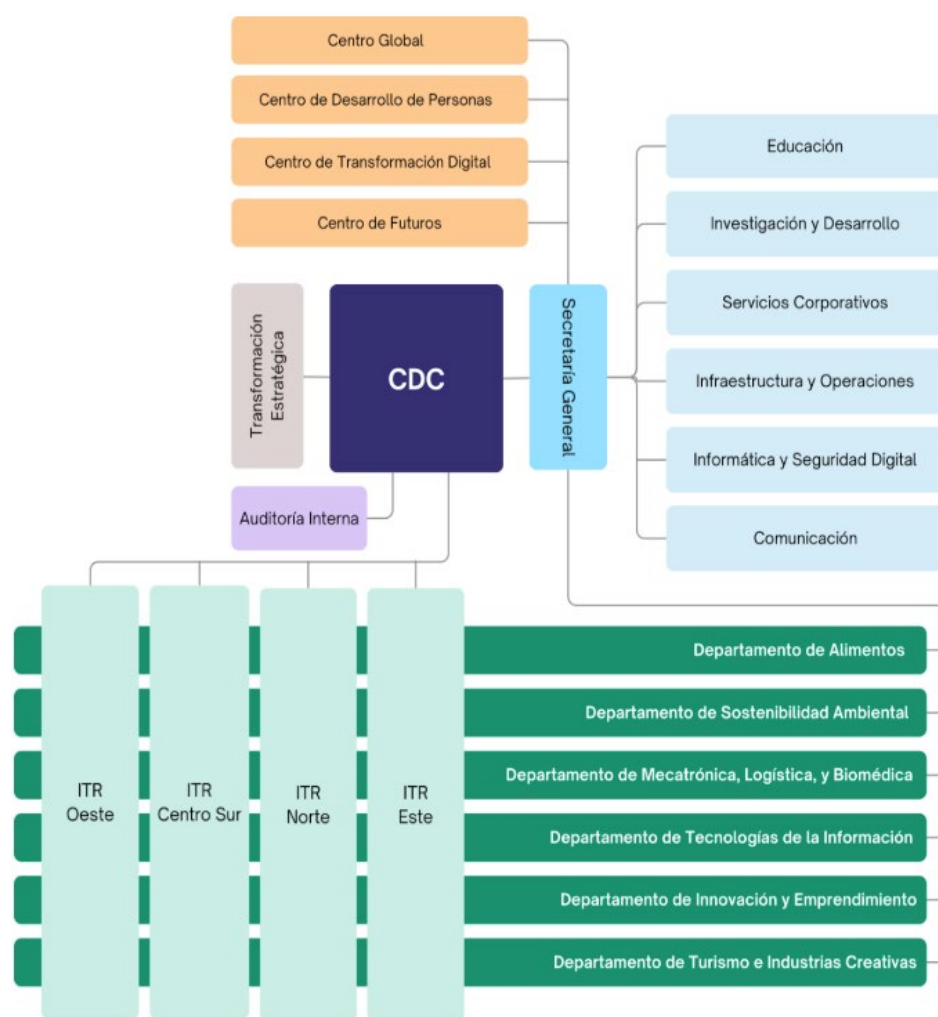 Centro Global
Centro de Desarrollo de Personas
Centro de Transformación Digital
Centro de Futuros
Transformación
Estratégica
CDC
Secretaría General
Auditoría Interna
Educación
Investigación y Desarrollo
Servicios Corporativos
Infraestructura y Operaciones
Informática y Seguridad Digital
Comunicación
ITR
Oeste
ITR
Centro Sur
ITR
Norte
ITR
Este
Departamento de Alimentos
Departamento de Sostenibilidad Ambiental
Departamento de Mecatrónica, Logística, y Biomédica
Departamento de Tecnologías de la Información
Departamento de Innovación y Emprendimiento
Departamento de Turismo e Industrias Creativas